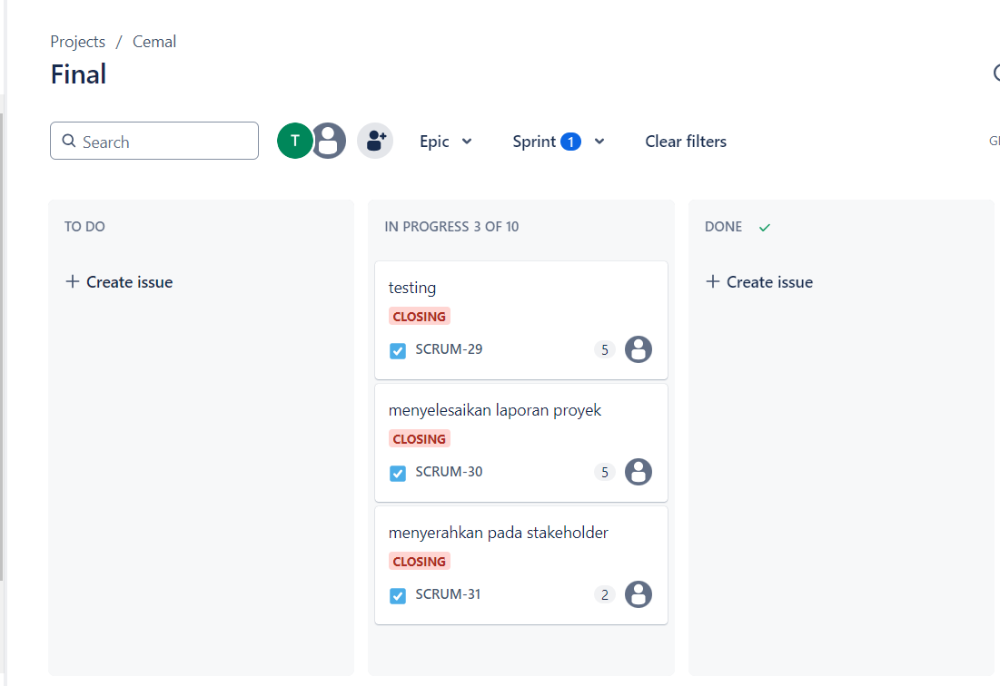 Projects / Cemal
Final
Search
T
Epic
Sprint 1
Clear filters
TO DO
+ Create issue
IN PROGRESS 3 OF 10
testing
CLOSING
SCRUM-29 5
menyelesaikan laporan proyek
CLOSING
SCRUM-30 5
menyerahkan pada stakeholder
CLOSING
SCRUM-31 2
DONE
+ Create issue